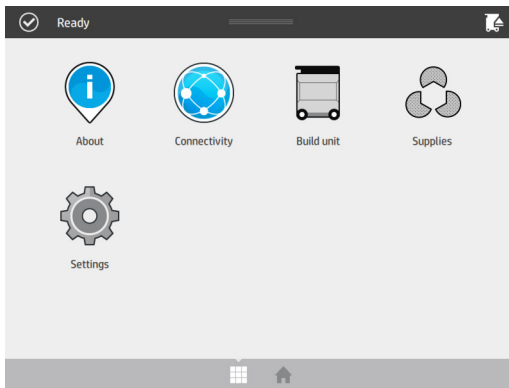 Ready
About
Connectivity
Build unit
Supplies
Settings